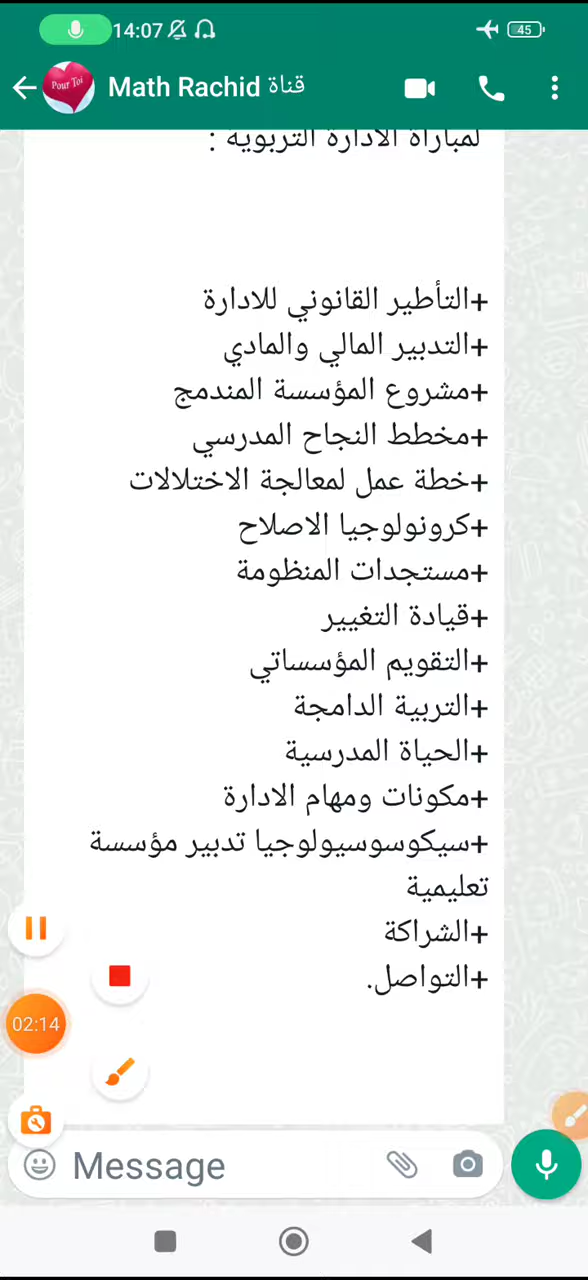 14:07
45
Math Rachid قناة
Pour Toi
لمباراة الادارة التربوية :
+التأطير القانوني للادارة
+التدبير المالي والمادي
+مشروع المؤسسة المندمج
+مخطط النجاح المدرسي
+خطة عمل لمعالجة الاختلالات
+كرونولوجيا الاصلاح
+مستجدات المنظومة
+قيادة التغيير
+التقويم المؤسساتي
+التربية الدامجة
+الحياة المدرسية
+مكونات ومهام الادارة
+سيكوسوسيولوجيا تدبير مؤسسة
تعليمية
+الشراكة
+التواصل.
02:14
Message